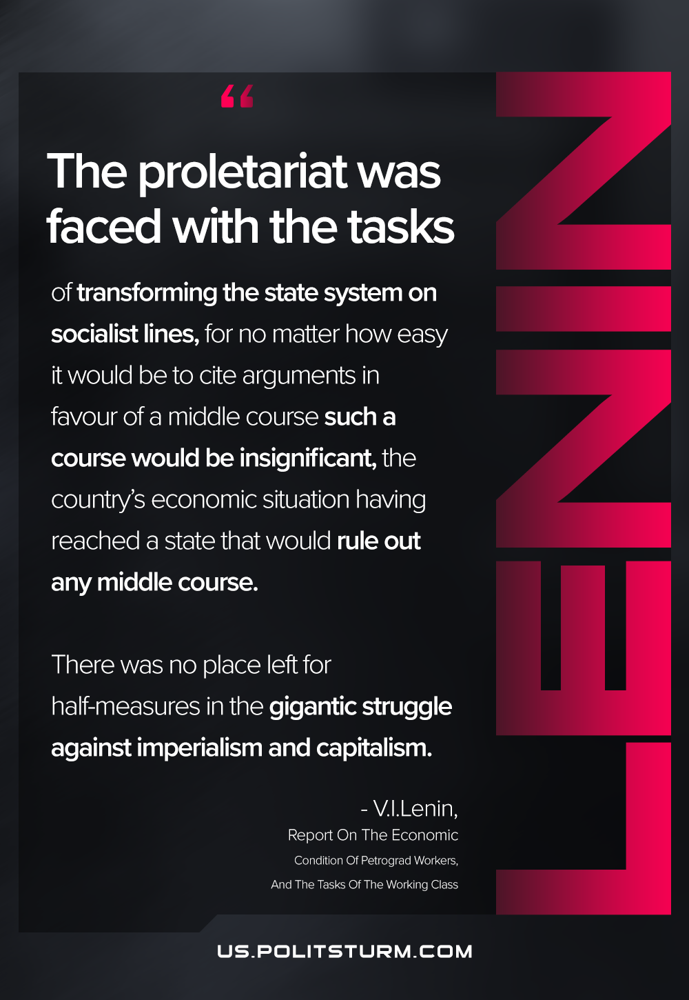 “
The proletariat was
faced with the tasks
of transforming the state system on
socialist lines, for no matter how easy
it would be to cite arguments in
favour of a middle course such a
course would be insignificant, the
country’s economic situation having
reached a state that would rule out
any middle course.
There was no place left for
half-measures in the gigantic struggle
against imperialism and capitalism.
- V.I.Lenin,
Report On The Economic
Condition Of Petrograd Workers,
And The Tasks Of The Working Class
LENIN
US.POLITSTURM.COM